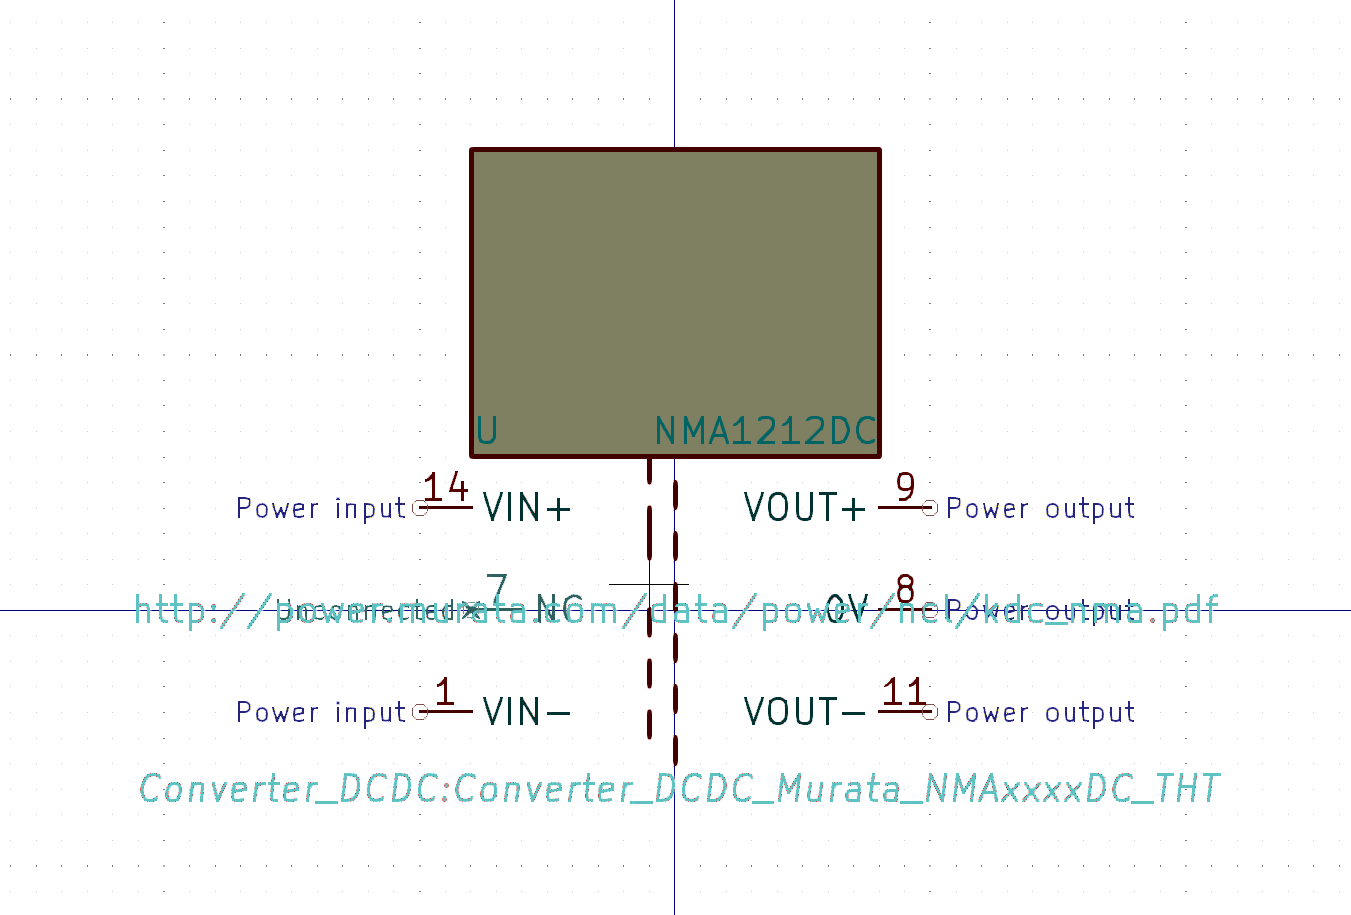 U NMA1212DC
14 9
Power input VIN+ VOUT+ Power output
7 8
Unconnected NC 0V Power output
http://power.murata.com/data/power/ncl/kdc_nma.pdf
1 11
Power input VIN- VOUT- Power output
Converter_DCDC:Converter_DCDC_Murata_NMAxxxxDC_THT